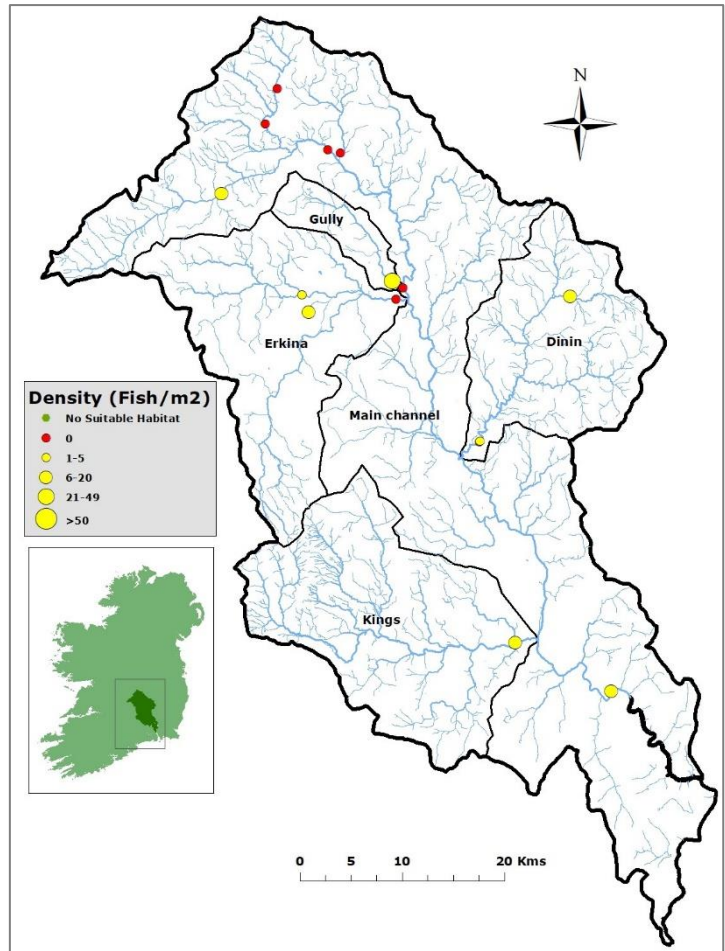 N
Gully
Erkina
Dinin
Main channel
Density (Fish/m2)
No Suitable Habitat
0
1-5
6-20
21-49
>50
Kings
0 5 10 20 Kms